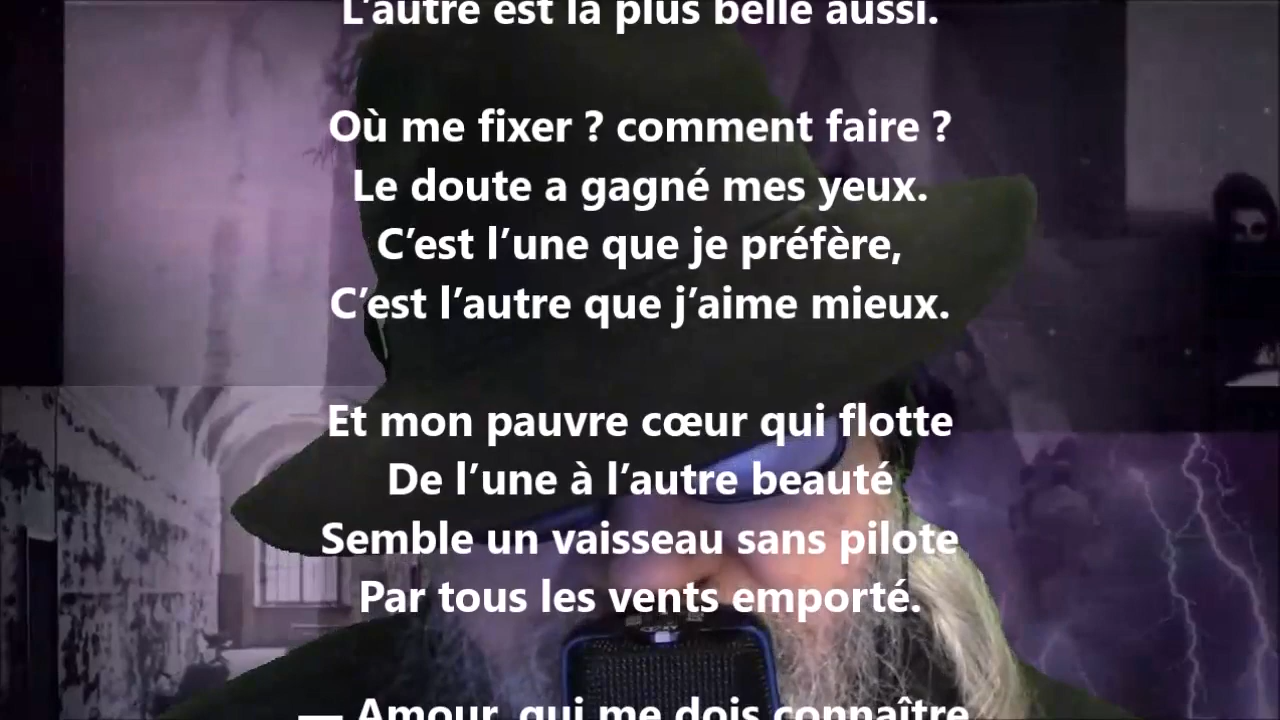 L’autre est la plus belle aussi.
Où me fixer ? comment faire ?
Le doute a gagné mes yeux.
C’est l’une que je préfère,
C’est l’autre que j’aime mieux.
Et mon pauvre cœur qui flotte
De l’une à l’autre beauté
Semble un vaisseau sans pilote
Par tous les vents emporté.
— Amour, qui me dois connaître